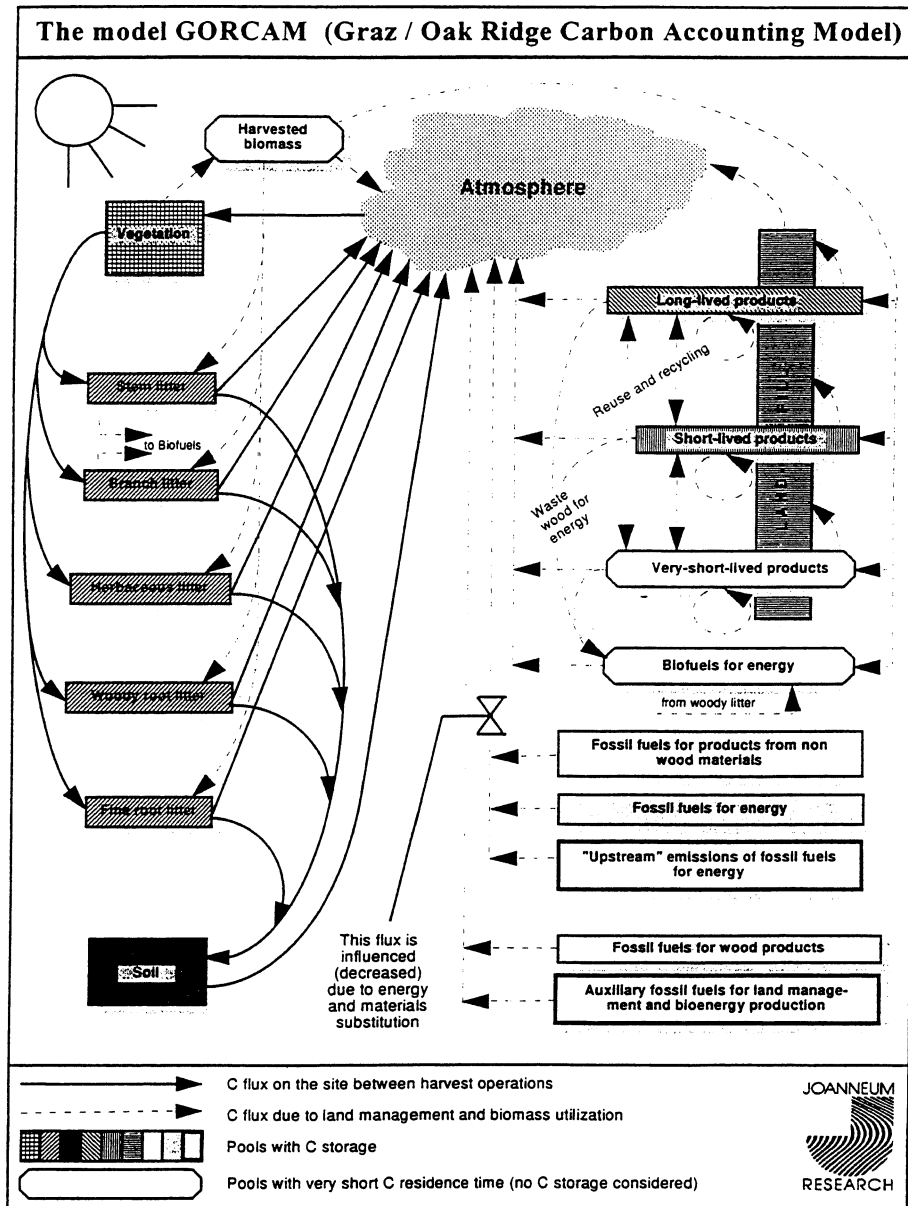 The model GORCAM (Graz / Oak Ridge Carbon Accounting Model)
Harvested
biomass
Atmosphere
Vegetation
Long-lived products
Reuse and recycling
Stem litter
to Biofuels
Short-lived products
Branch litter
Waste
wood for
energy
LANDFILL
Very-short-lived products
Herbaceous litter
Biofuels for energy
from woody litter
Woody root litter
Fossil fuels for products from non
wood materials
Fine root litter
Fossil fuels for energy
"Upstream" emissions of fossil fuels
for energy
This flux is
influenced
(decreased)
due to energy
and materials
substitution
Soil
Fossil fuels for wood products
Auxillary fossil fuels for land manage-
ment and bioenergy production
C flux on the site between harvest operations
C flux due to land management and biomass utilization
Pools with C storage
Pools with very short C residence time (no C storage considered)
JOANNEUM
RESEARCH